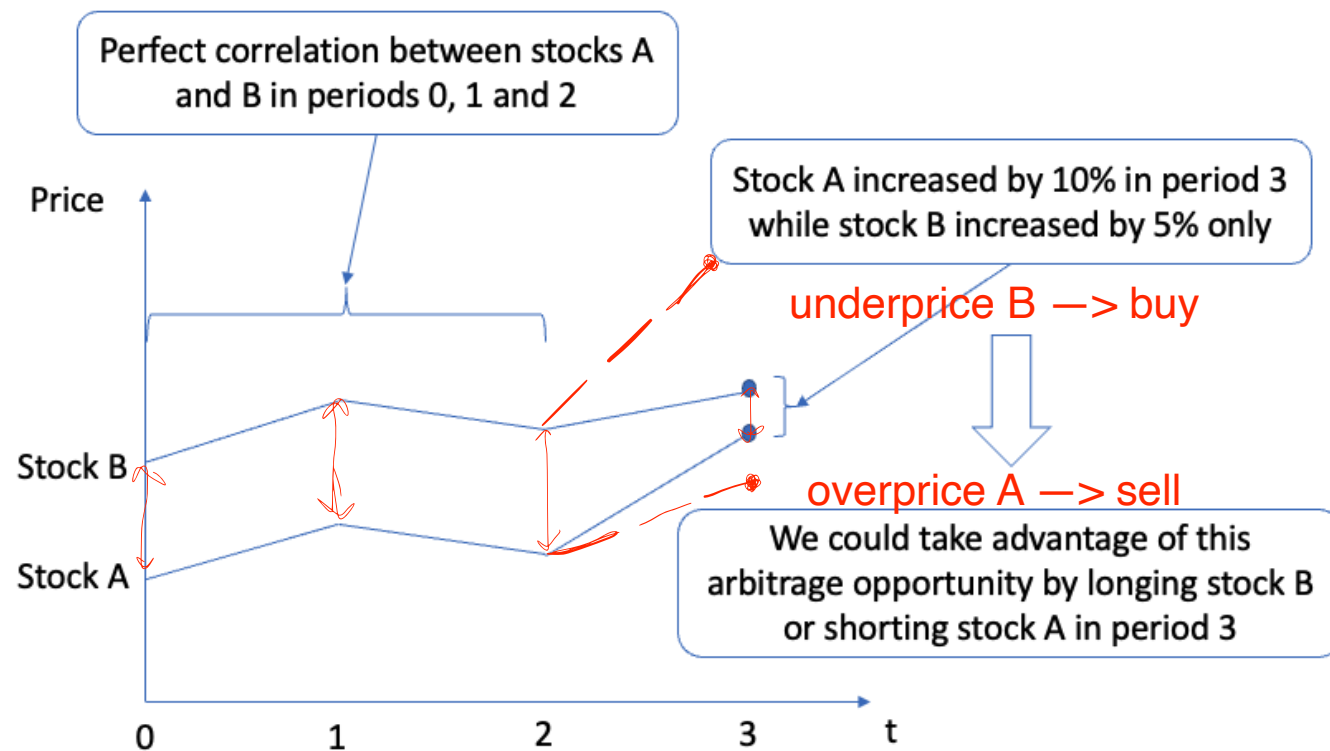 Perfect correlation between stocks A
and B in periods 0, 1 and 2
Stock A increased by 10% in period 3
while stock B increased by 5% only
Price
underprice B —> buy
Stock B
overprice A —> sell
We could take advantage of this
arbitrage opportunity by longing stock B
or shorting stock A in period 3
Stock A
0 1 2 3 t